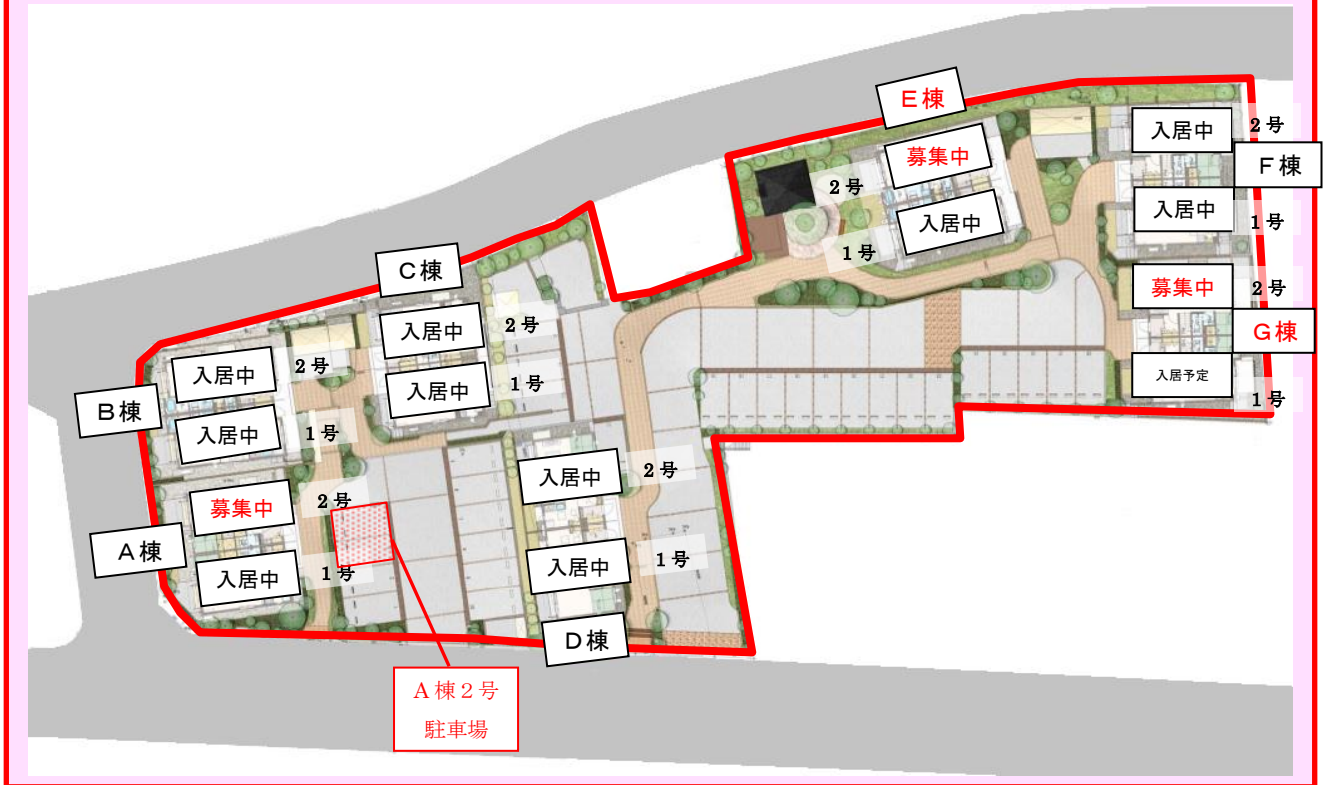 E棟
入居中
2号
募集中
F棟
2号
入居中
入居中
1号
1号
C棟
募集中
2号
入居中
2号
G棟
入居中
2号
入居予定
入居中
1号
1号
B棟
入居中
1号
入居中
2号
募集中
2号
A棟
入居中
1号
入居中
1号
D棟
A棟2号
駐車場